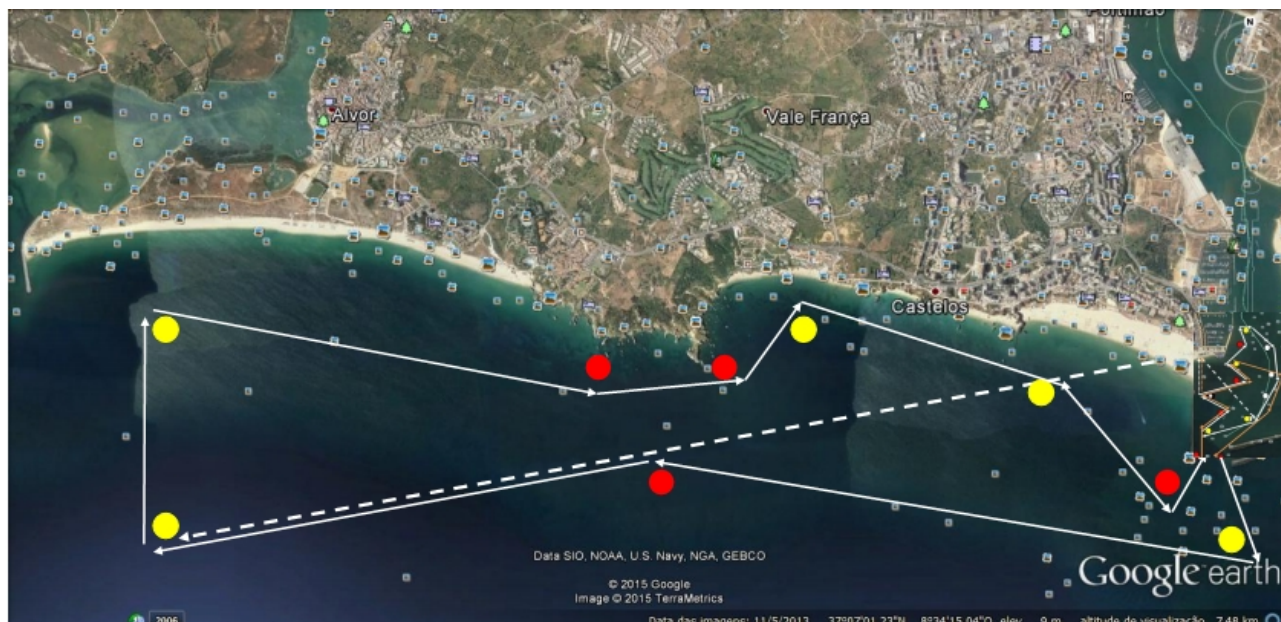 Portimão
N
Alvor
Vale França
Castelos
Data SIO, NOAA, U.S. Navy, NGA, GEBCO
© 2015 Google
Image © 2015 TerraMetrics
Google earth
2006
Data das imagens: 11/5/2013 37°07'01.23"N 8°34'15.04"O elev 9 m altitude de visualização 7.48 km